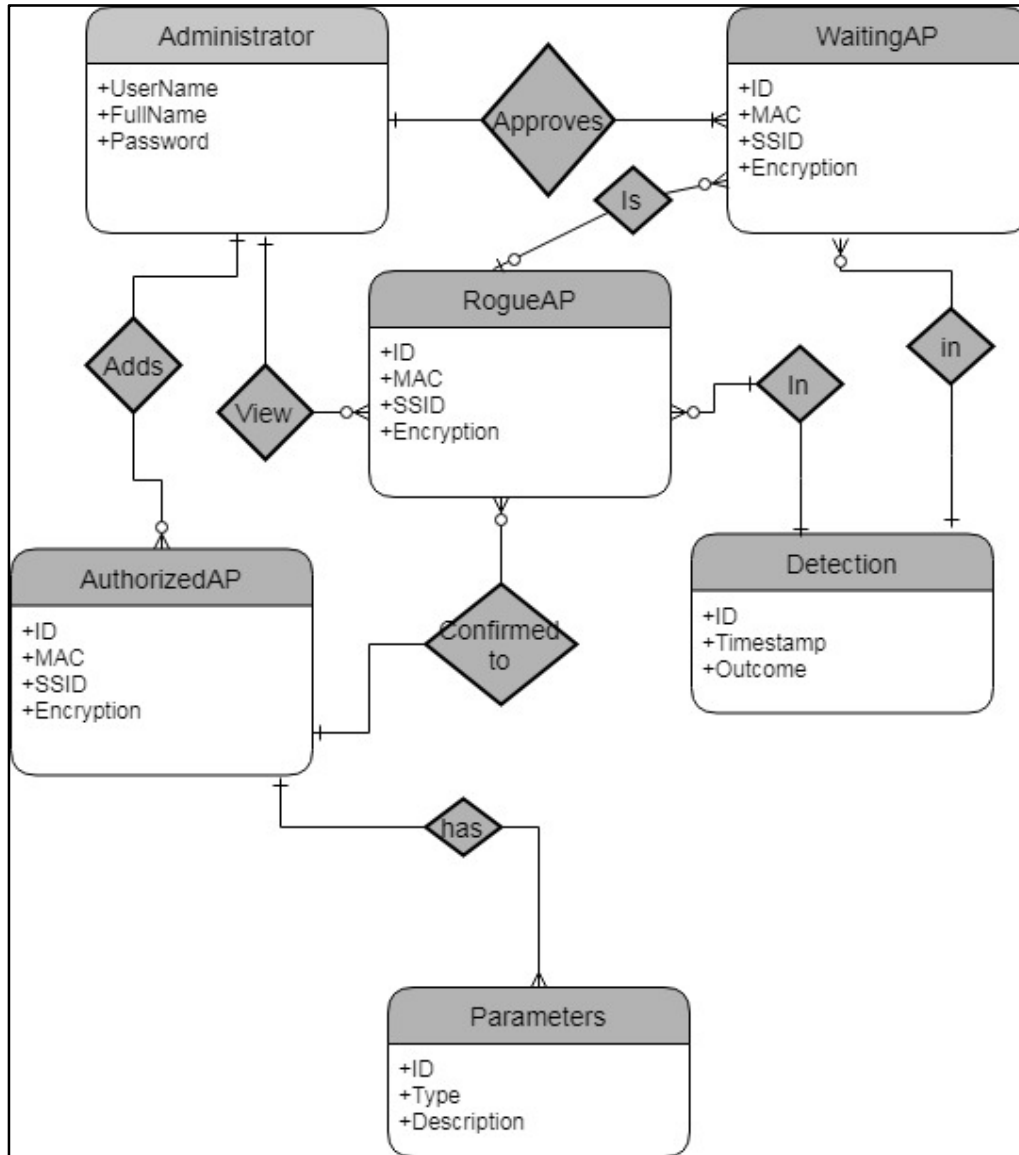 Administrator
+UserName
+FullName
+Password
Approves
WaitingAP
+ID
+MAC
+SSID
+Encryption
Is
RogueAP
+ID
+MAC
+SSID
+Encryption
Adds
View
In
in
AuthorizedAP
+ID
+MAC
+SSID
+Encryption
Confirmed
to
Detection
+ID
+Timestamp
+Outcome
has
Parameters
+ID
+Type
+Description